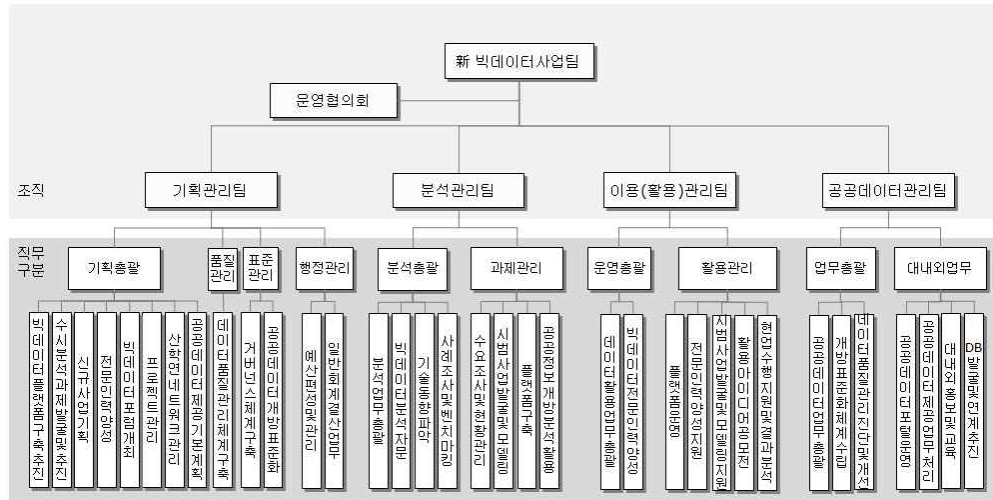 新 빅데이터사업팀
운영협의회
조직
기획관리팀
분석관리팀
이용(활용)관리팀
공공데이터관리팀
직무
구분
기획총괄
품질
관리
표준
관리
행정관리
분석총괄
과제관리
운영총괄
활용관리
업무총괄
대내외업무
빅데이터플랫폼구축추진
수시분석과제발굴및추진
신규사업기획
전문인력양성
빅데이터포럼개최
프로젝트관리
산학연네트워크관리
공공데이터제공기본계획
데이터품질관리체계구축
거버넌스체계구축
공공데이터개방표준화
예산편성및관리
일반회계결산업무
분석업무총괄
빅데이터분석자문
기술동향파악
사례조사및벤치마킹
수요조사및현황관리
시범사업발굴및모델링
플랫폼구축
공공정보개방분석활용
데이터활용업무총괄
빅데이터전문인력양성
플랫폼운영
전문인력양성지원
시범사업발굴및모델링지원
활용아이디어공모전
현업수행지원및결과분석
공공데이터업무총괄
개방표준화체계수립
데이터품질관리진단및개선
공공데이터포털운영
공공데이터제공업무처리
대내외홍보및교육
DB발굴및연계추진